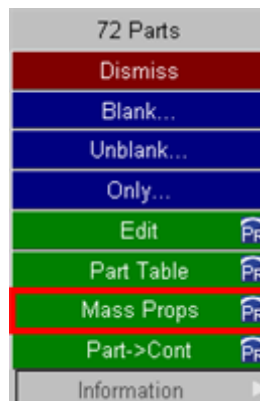 72 Parts
Dismiss
Blank...
Unblank...
Only...
Edit
Part Table
Mass Props
Part->Cont
Information